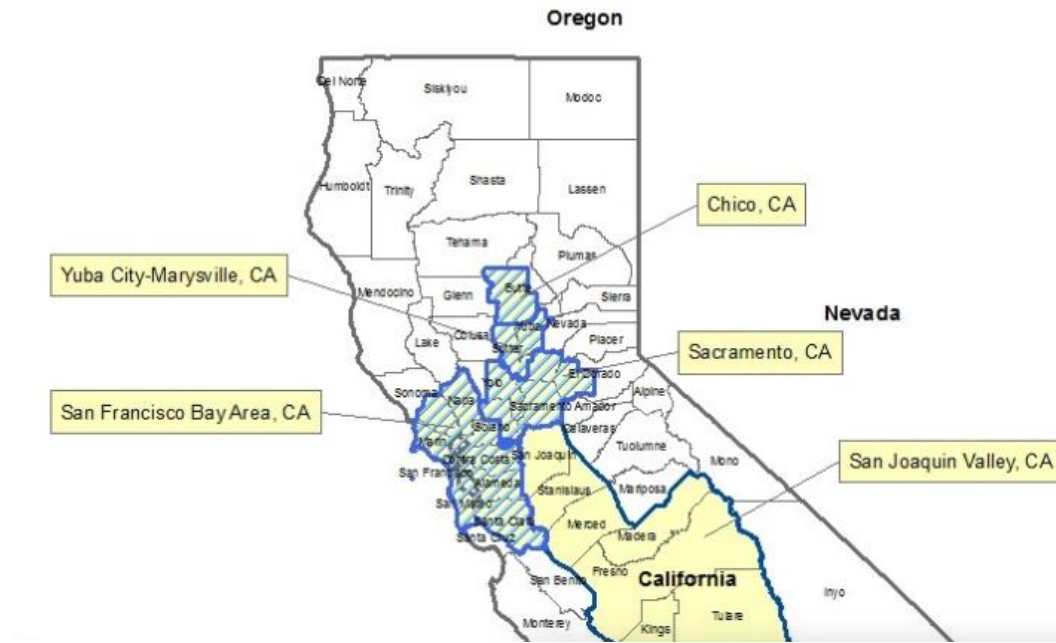 Oregon
Del Norte
Siskiyou
Modoc
Humboldt
Trinity
Shasta
Lassen
Chico, CA
Tehama
Plumas
Yuba City-Marysville, CA
Mendocino
Glenn
Butte
Sierra
Nevada
Colusa
Yuba
Nevada
Lake
Sutter
Placer
Sacramento, CA
Yolo
El Dorado
Sonoma
Napa
Alpine
San Francisco Bay Area, CA
Sacramento
Amador
Marin
Solano
Calaveras
Tuolumne
San Joaquin Valley, CA
Contra Costa
San Joaquin
Mono
San Francisco
Alameda
Stanislaus
Mariposa
San Mateo
Santa Clara
Merced
Madera
Santa Cruz
San Benito
Fresno
California
Inyo
Monterey
Kings
Tulare